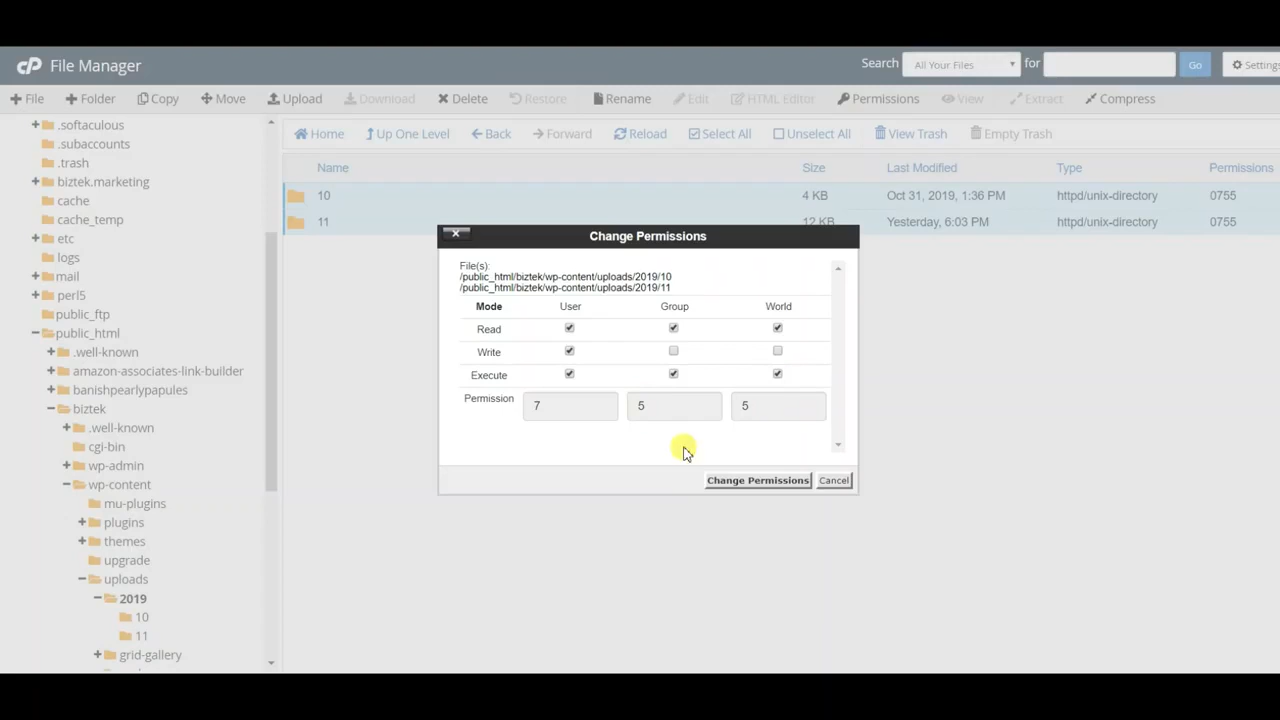 cP File Manager
Search All Your Files for Go Settings
File Folder Copy Move Upload Download Delete Restore Rename Edit HTML Editor Permissions View Extract Compress
Home Up One Level Back Forward Reload Select All Unselect All View Trash Empty Trash
.softaculous
.subaccounts
.trash
biztek.marketing
cache
cache_temp
etc
logs
mail
perl5
public_ftp
public_html
.well-known
amazon-associates-link-builder
banishpearlypapules
biztek
.well-known
cgi-bin
wp-admin
wp-content
mu-plugins
plugins
themes
upgrade
uploads
2019
10
11
grid-gallery
Name Size Last Modified Type Permissions
10 4 KB Oct 31, 2019, 1:36 PM httpd/unix-directory 0755
11 12 KB Yesterday, 6:03 PM httpd/unix-directory 0755
Change Permissions
File(s):
/public_html/biztek/wp-content/uploads/2019/10
/public_html/biztek/wp-content/uploads/2019/11
Mode User Group World
Read
Write
Execute
Permission 7 5 5
Change Permissions Cancel